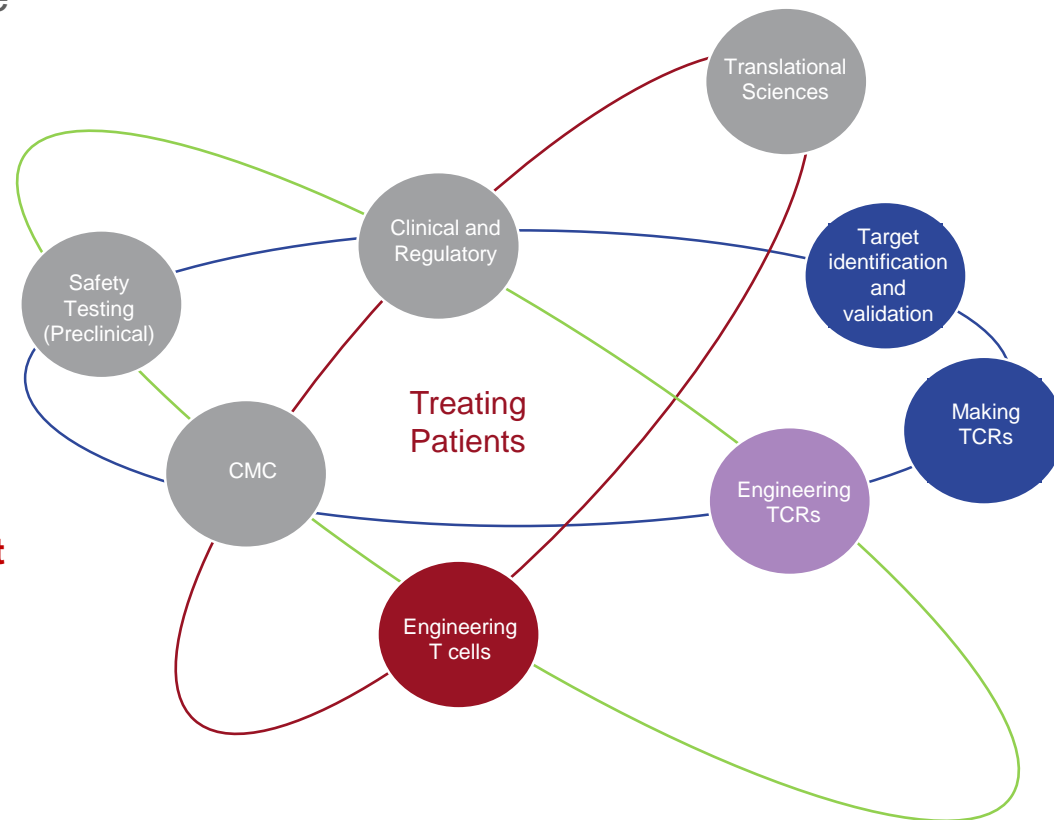 Translational
Sciences
Clinical and
Regulatory
Target
identification
and
validation
Safety
Testing
(Preclinical)
Treating
Patients
Making
TCRs
CMC
Engineering
TCRs
Engineering
T cells